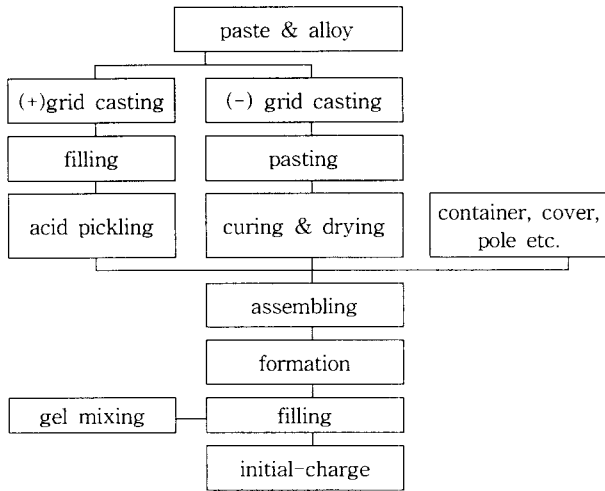 paste & alloy
(+)grid casting
(-) grid casting
filling
pasting
acid pickling
curing & drying
container, cover,
pole etc.
assembling
formation
gel mixing
filling
initial-charge